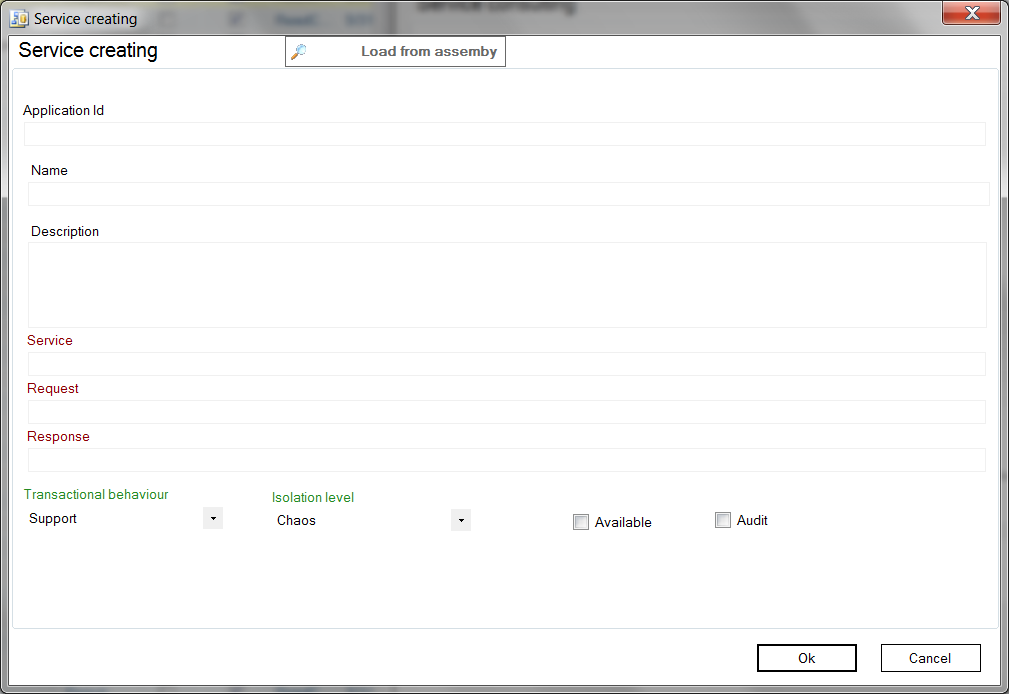 Service creating
Service creating
Load from assemby
Application Id
Name
Description
Service
Request
Response
Transactional behaviour
Isolation level
Support
Chaos
Available
Audit
Ok
Cancel